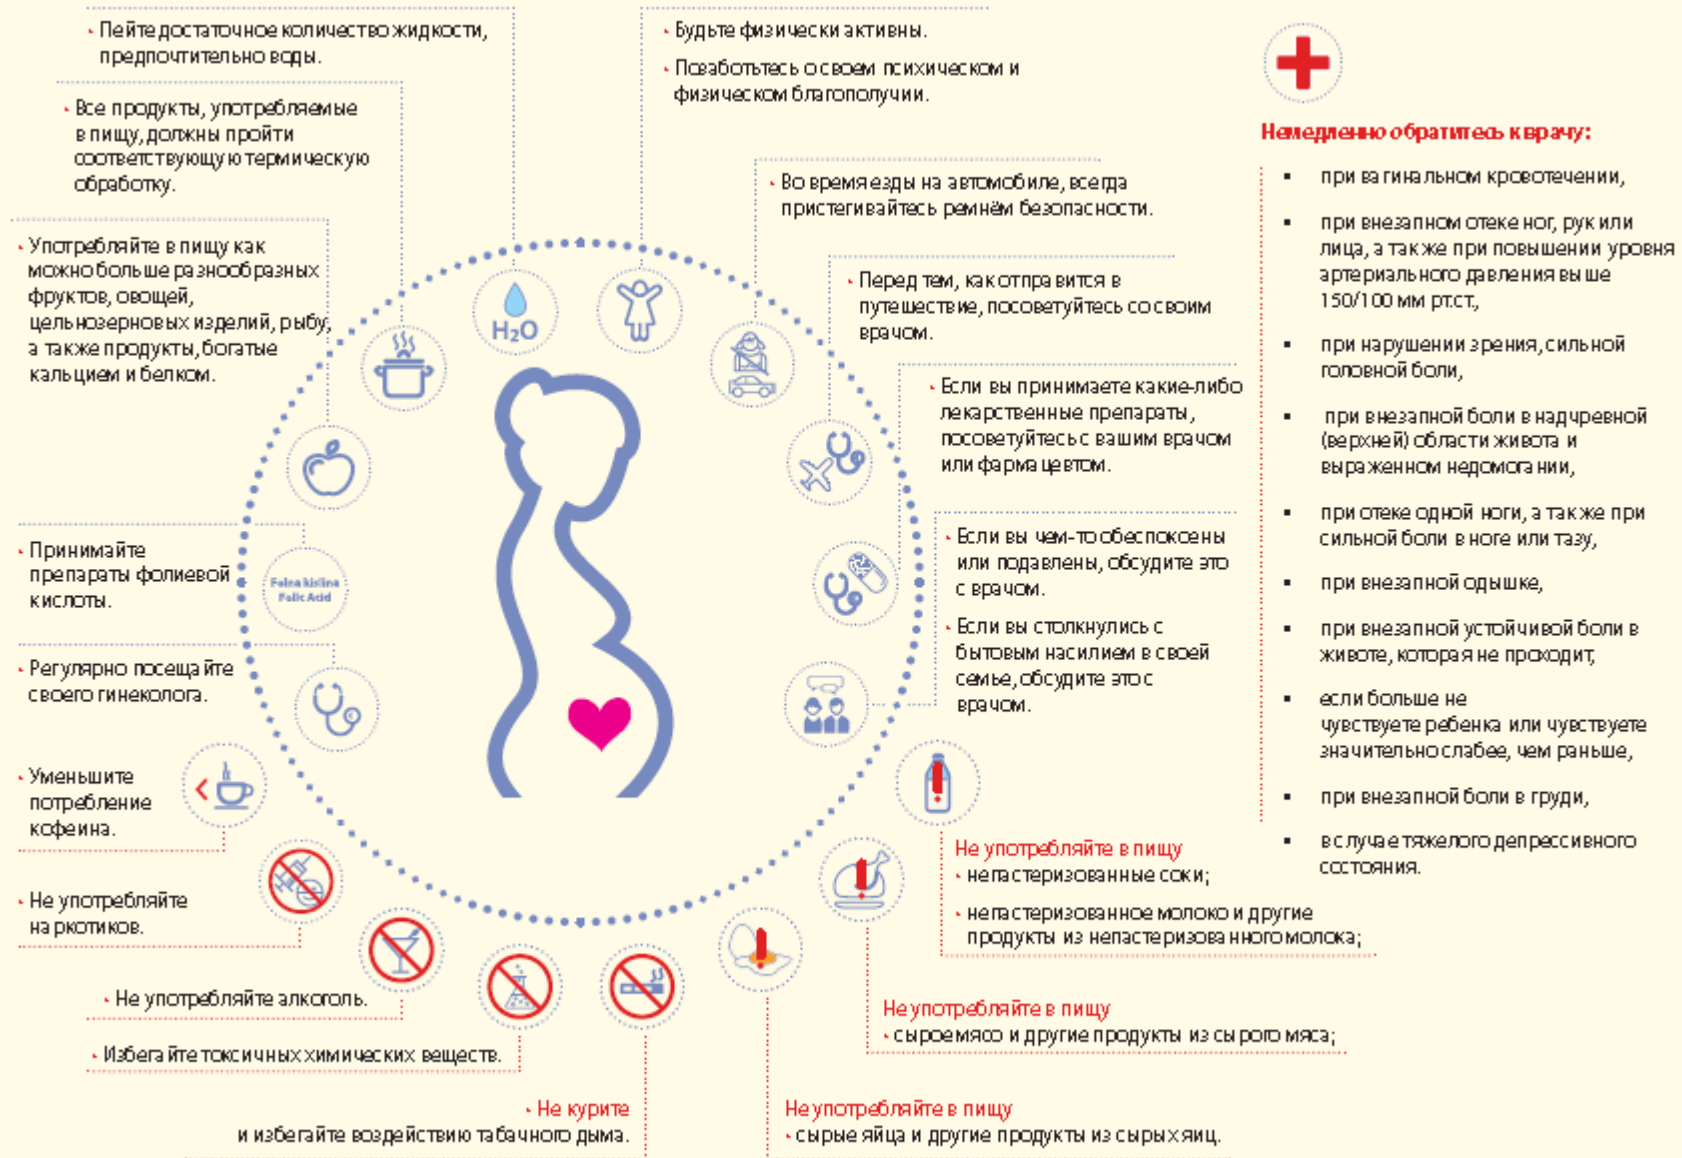 • Пейте достаточное количество жидкости,
предпочтительно воды.
• Все продукты, употребляемые
в пищу, должны пройти
соответствующую термическую
обработку.
• Употребляйте в пищу как
можно больше разнообразных
фруктов, овощей,
цельнозерновых изделий, рыбу,
а также продукты, богатые
кальцием и белком.
• Принимайте
препараты фолиевой
кислоты.
• Регулярно посещайте
своего гинеколога.
• Уменьшите
потребление
кофеина.
• Не употребляйте
наркотиков.
• Не употребляйте алкоголь.
• Избегайте токсичных химических веществ.
• Не курите
и избегайте воздействию табачного дыма.
H₂O
Folna kislina
Folic Acid
• Будьте физически активны.
• Позаботьтесь о своем психическом и
физическом благополучии.
• Во время езды на автомобиле, всегда
пристегивайтесь ремнём безопасности.
• Перед тем, как отправится в
путешествие, посоветуйтесь со своим
врачом.
• Если вы принимаете какие-либо
лекарственные препараты,
посоветуйтесь с вашим врачом
или фармацевтом.
• Если вы чем-то обеспокоены
или подавлены, обсудите это
с врачом.
• Если вы столкнулись с
бытовым насилием в своей
семье, обсудите это с
врачом.
Не употребляйте в пищу
• непастеризованные соки;
• непастеризованное молоко и другие
продукты из непастеризованного молока;
Не употребляйте в пищу
• сырое мясо и другие продукты из сырого мяса;
Не употребляйте в пищу
• сырые яйца и другие продукты из сырых яиц.
Немедленно обратитесь к врачу:
▪ при вагинальном кровотечении,
▪ при внезапном отеке ног, рук или
лица, а также при повышении уровня
артериального давления выше
150/100 мм рт.ст.,
▪ при нарушении зрения, сильной
головной боли,
▪ при внезапной боли в надчревной
(верхней) области живота и
выраженном недомогании,
▪ при отеке одной ноги, а также при
сильной боли в ноге или тазу,
▪ при внезапной одышке,
▪ при внезапной устойчивой боли в
животе, которая не проходит,
▪ если больше не
чувствуете ребенка или чувствуете
значительно слабее, чем раньше,
▪ при внезапной боли в груди,
▪ в случае тяжелого депрессивного
состояния.